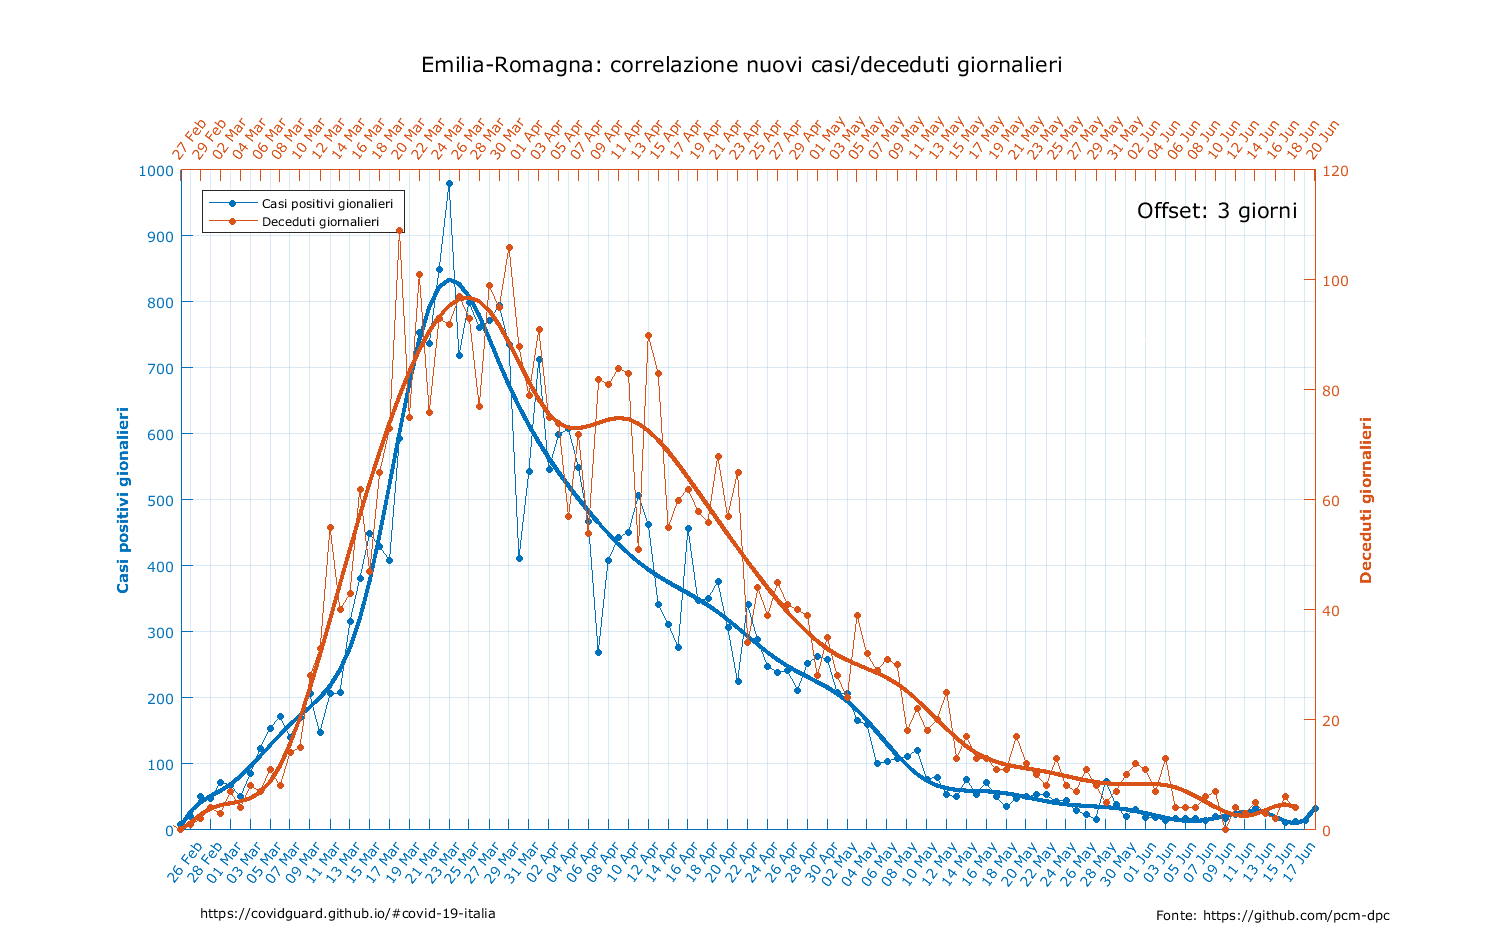 Emilia-Romagna: correlazione nuovi casi/deceduti giornalieri
27 Feb 29 Feb 02 Mar 04 Mar 06 Mar 08 Mar 10 Mar 12 Mar 14 Mar 16 Mar 18 Mar 20 Mar 22 Mar 24 Mar 26 Mar 28 Mar 30 Mar 01 Apr 03 Apr 05 Apr 07 Apr 09 Apr 11 Apr 13 Apr 15 Apr 17 Apr 19 Apr 21 Apr 23 Apr 25 Apr 27 Apr 29 Apr 01 May 03 May 05 May 07 May 09 May 11 May 13 May 15 May 17 May 19 May 21 May 23 May 25 May 27 May 29 May 31 May 02 Jun 04 Jun 06 Jun 08 Jun 10 Jun 12 Jun 14 Jun 16 Jun 18 Jun 20 Jun
1000
900
800
700
600
500
400
300
200
100
0
Casi positivi gionalieri
Casi positivi gionalieri
Deceduti giornalieri
Offset: 3 giorni
120
100
80
60
40
20
0
Deceduti giornalieri
26 Feb 28 Feb 01 Mar 03 Mar 05 Mar 07 Mar 09 Mar 11 Mar 13 Mar 15 Mar 17 Mar 19 Mar 21 Mar 23 Mar 25 Mar 27 Mar 29 Mar 31 Mar 02 Apr 04 Apr 06 Apr 08 Apr 10 Apr 12 Apr 14 Apr 16 Apr 18 Apr 20 Apr 22 Apr 24 Apr 26 Apr 28 Apr 30 Apr 02 May 04 May 06 May 08 May 10 May 12 May 14 May 16 May 18 May 20 May 22 May 24 May 26 May 28 May 30 May 01 Jun 03 Jun 05 Jun 07 Jun 09 Jun 11 Jun 13 Jun 15 Jun 17 Jun
https://covidguard.github.io/#covid-19-italia
Fonte: https://github.com/pcm-dpc